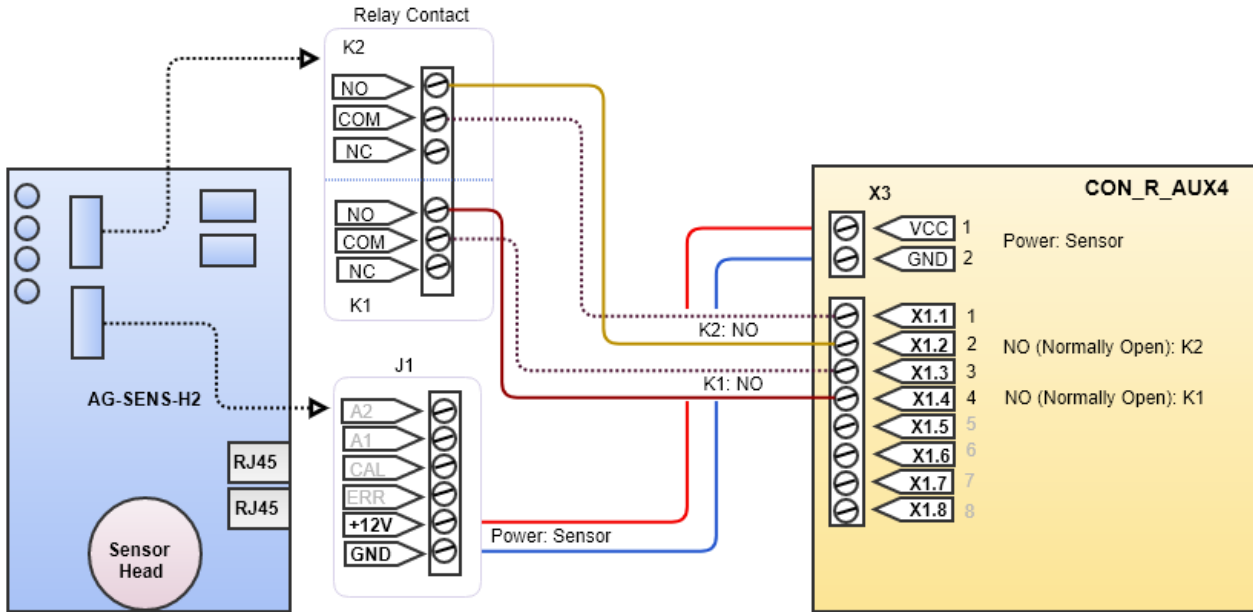 Relay Contact
K2
NO
COM
NC
NO
COM
NC
K1
AG-SENS-H2
RJ45
RJ45
Sensor
Head
J1
A2
A1
CAL
ERR
+12V
GND
Power: Sensor
K2: NO
K1: NO
CON_R_AUX4
X3
VCC 1
GND 2
Power: Sensor
X1.1 1
X1.2 2 NO (Normally Open): K2
X1.3 3
X1.4 4 NO (Normally Open): K1
X1.5 5
X1.6 6
X1.7 7
X1.8 8